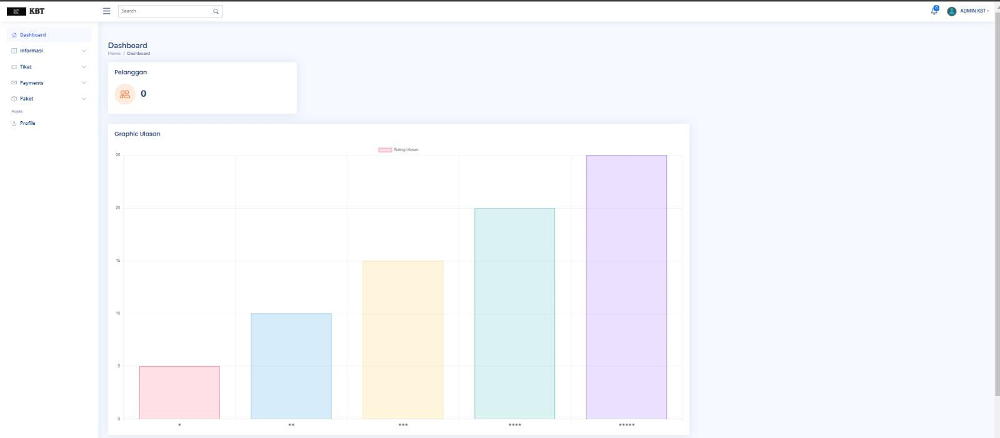 KBT
Search
0
ADMIN KBT
Dashboard
Informasi
Tiket
Payments
Paket
PAGES
Profile
Dashboard
Home / Dashboard
Pelanggan
0
Graphic Ulasan
Rating Ulasan
25
20
15
10
5
0
* ** *** **** *****